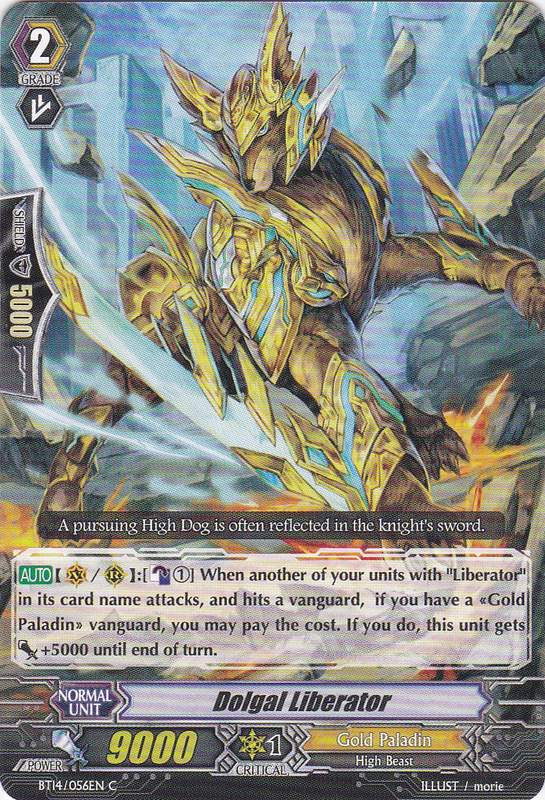 2
GRADE
SHIELD
5000
A pursuing High Dog is often reflected in the knight's sword.
AUTO【 V / R 】:[ ①] When another of your units with "Liberator"
in its card name attacks, and hits a vanguard, if you have a «Gold
Paladin» vanguard, you may pay the cost. If you do, this unit gets
+5000 until end of turn.
NORMAL
UNIT
Dolgal Liberator
POWER
9000
1
CRITICAL
Gold Paladin
High Beast
BT14/056EN C
ILLUST / morie